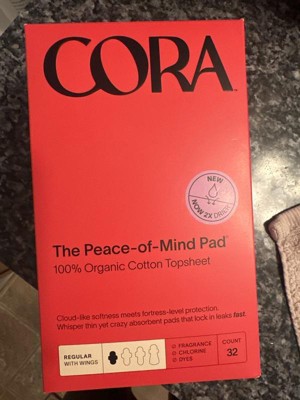 CORA
NEW
NOW 2X DRIER
The Peace-of-Mind Pad
100% Organic Cotton Topsheet
Cloud-like softness meets fortress-level protection.
Whisper thin yet crazy absorbent pads that lock in leaks fast.
REGULAR
WITH WINGS
FRAGRANCE
CHLORINE
DYES
COUNT
32